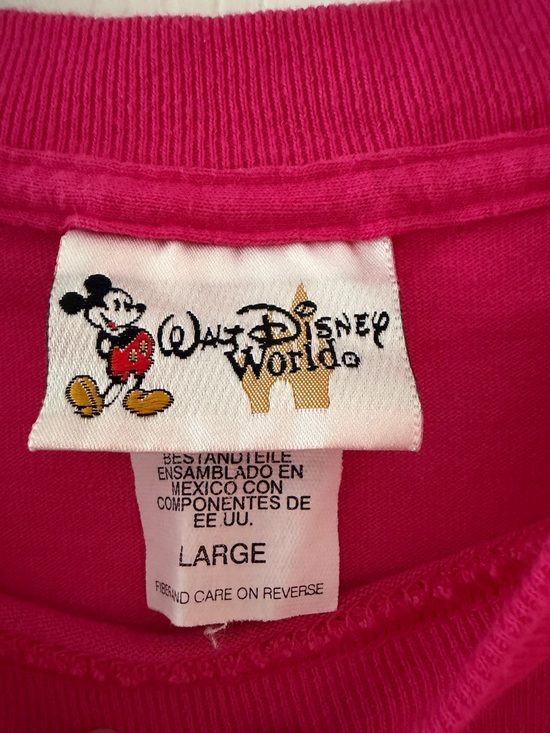 WALT DISNEY
World®
BESTANDTEILE
ENSAMBLADO EN
MEXICO CON
COMPONENTES DE
EE.UU.
LARGE
FIBER AND CARE ON REVERSE